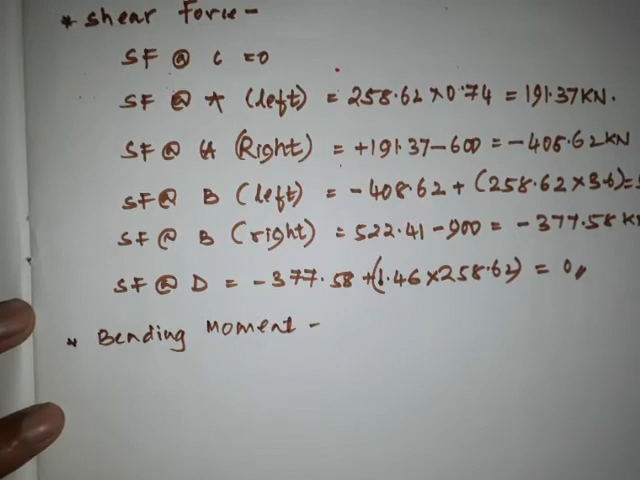 * Shear Force -
SF @ C = 0
SF @ A (left) = 258.62 × 0.74 = 191.37 KN.
SF @ A (Right) = +191.37 - 600 = - 408.62 KN
SF @ B (left) = - 408.62 + (258.62 × 3.6) =
SF @ B (right) = 522.41 - 900 = - 377.58 K
SF @ D = - 377.58 + (1.46 × 258.62) = 0,,
* Bending Moment -